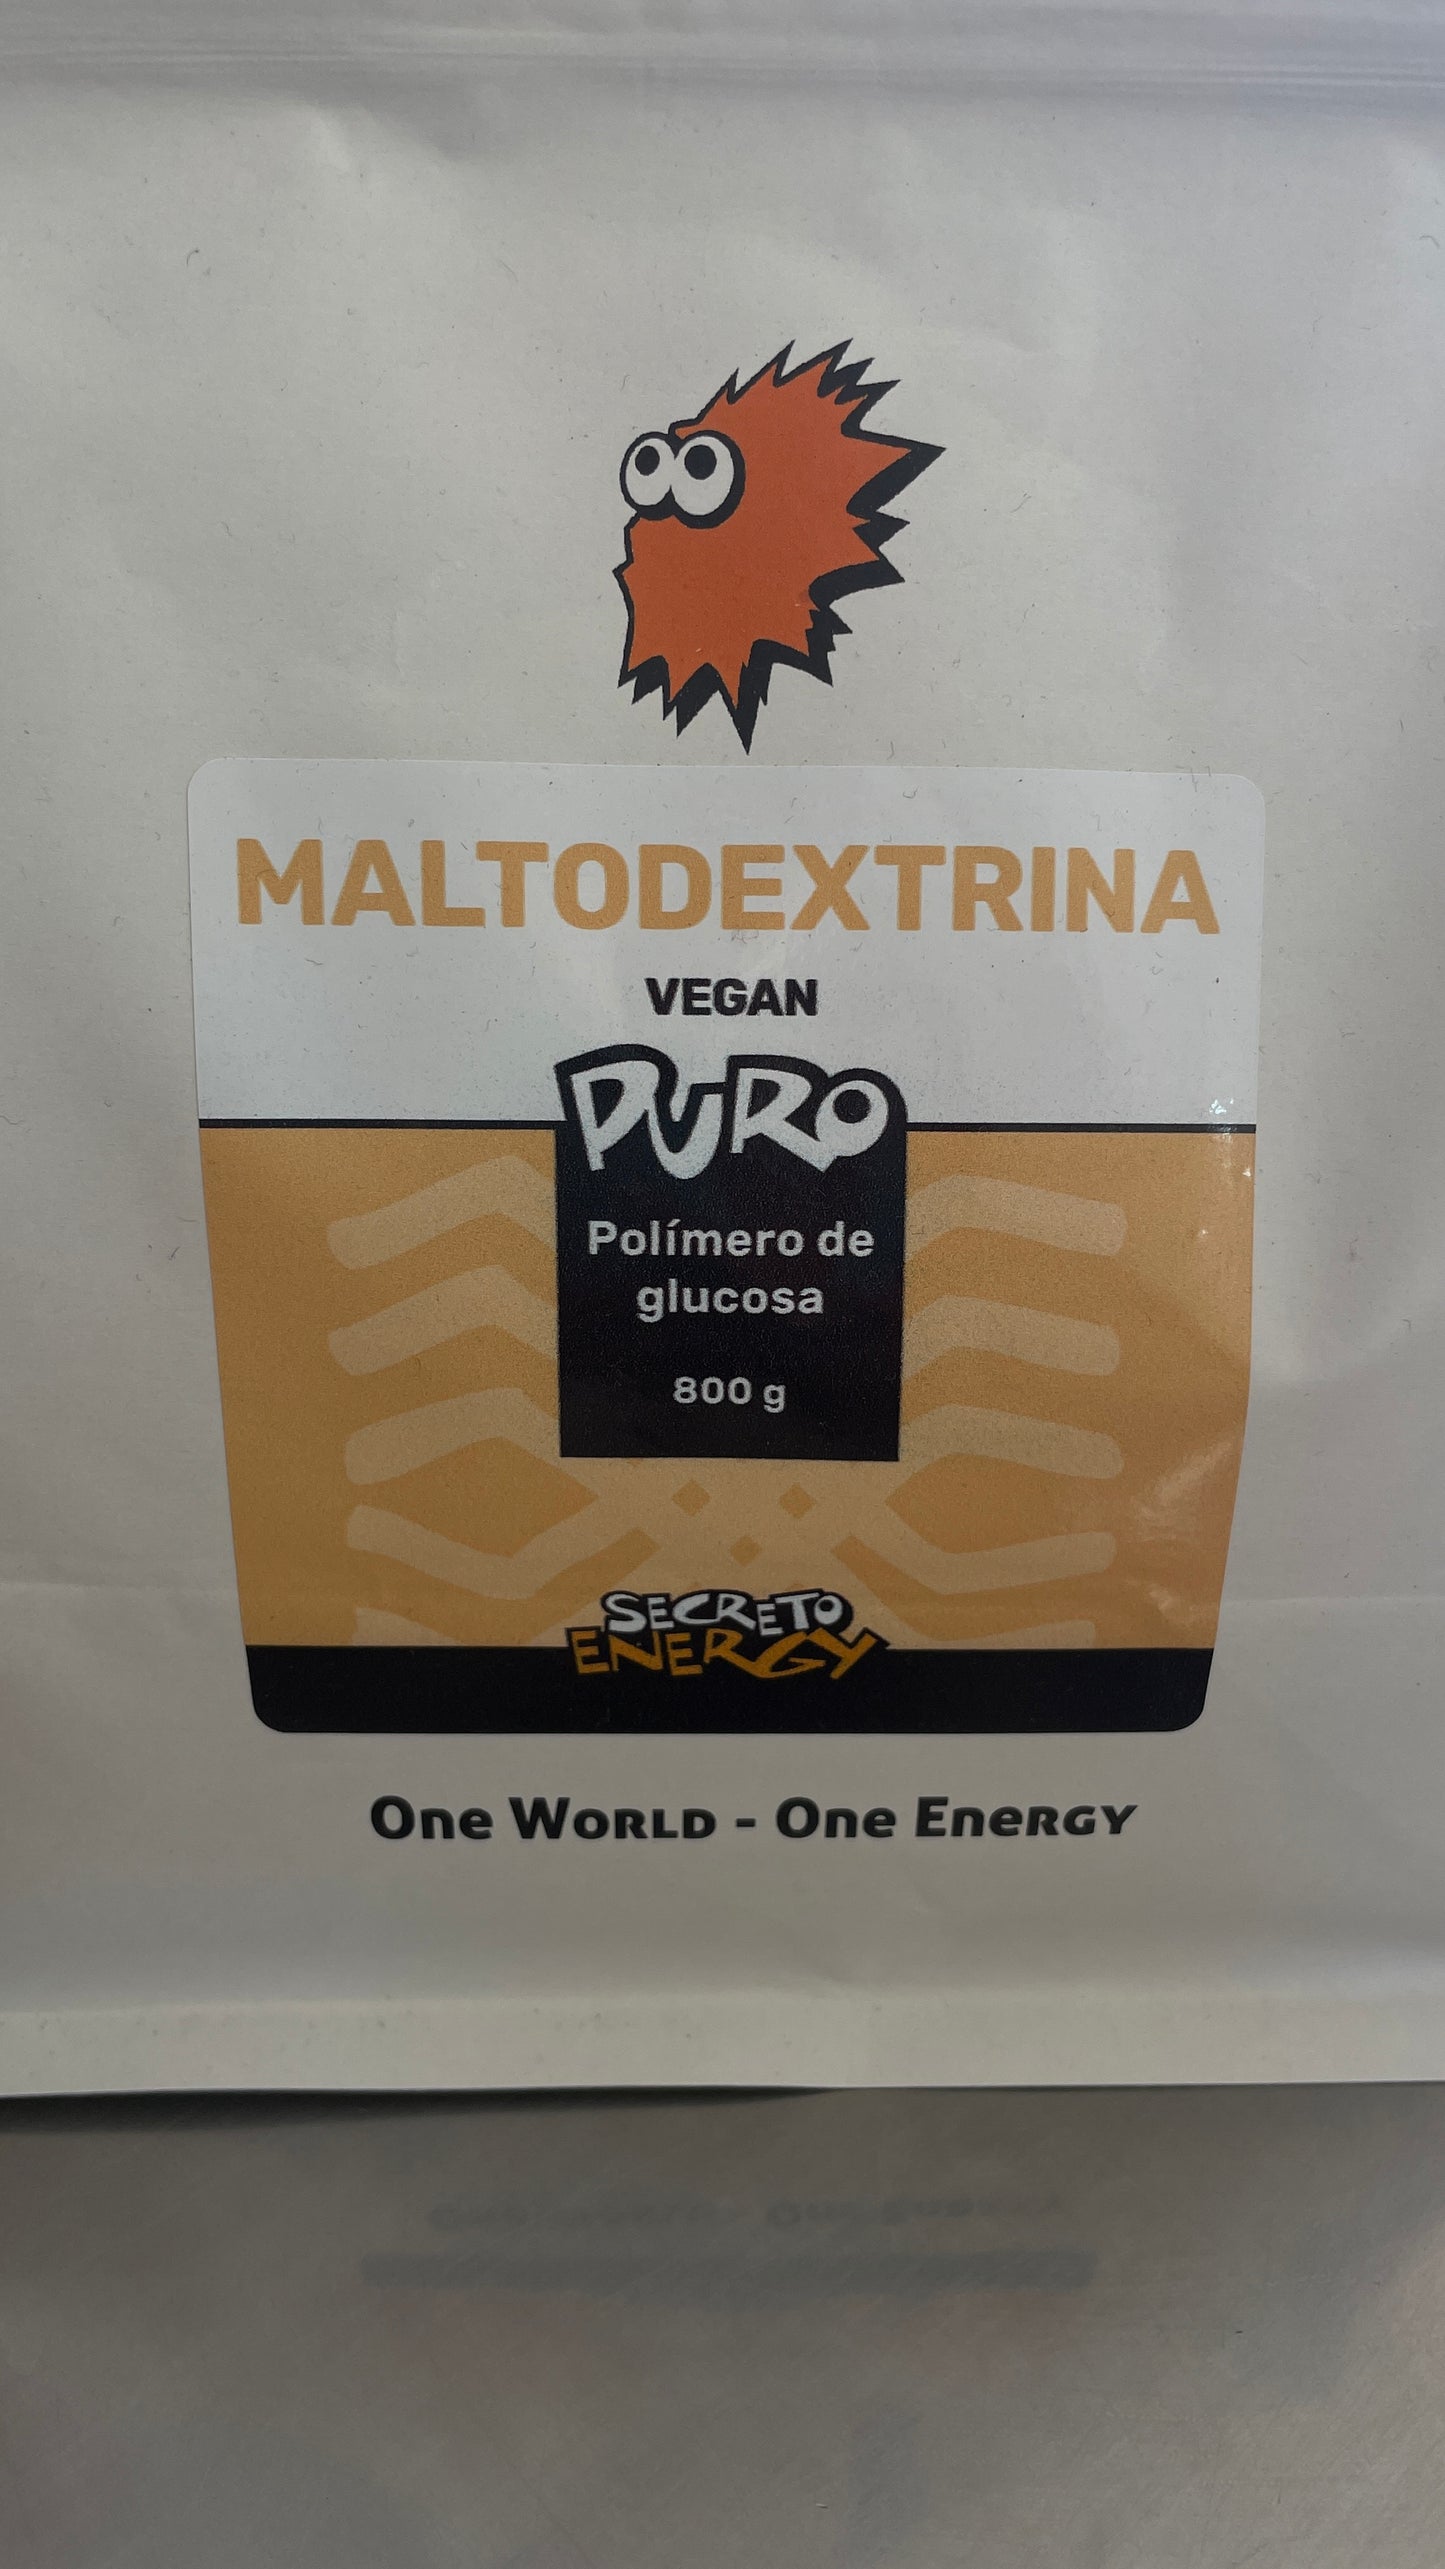 MALTODEXTRINA
VEGAN
PURO
Polímero de
glucosa
800 g
SECRETO
ENERGY
One World - One Energy